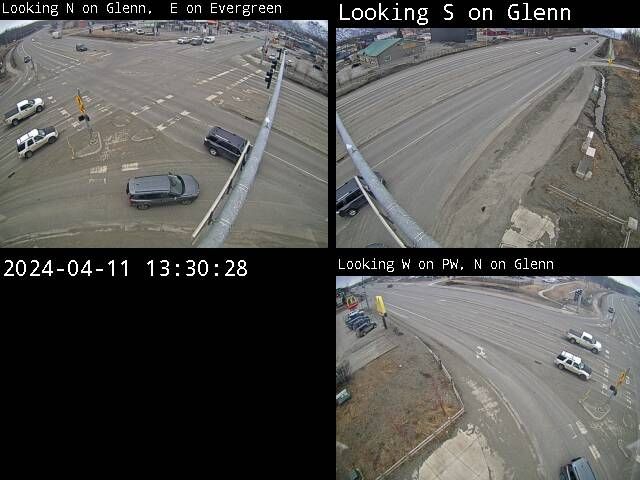 Looking N on Glenn,  E on Evergreen
Looking S on Glenn
2024-04-11 13:30:28
Looking W on PW, N on Glenn